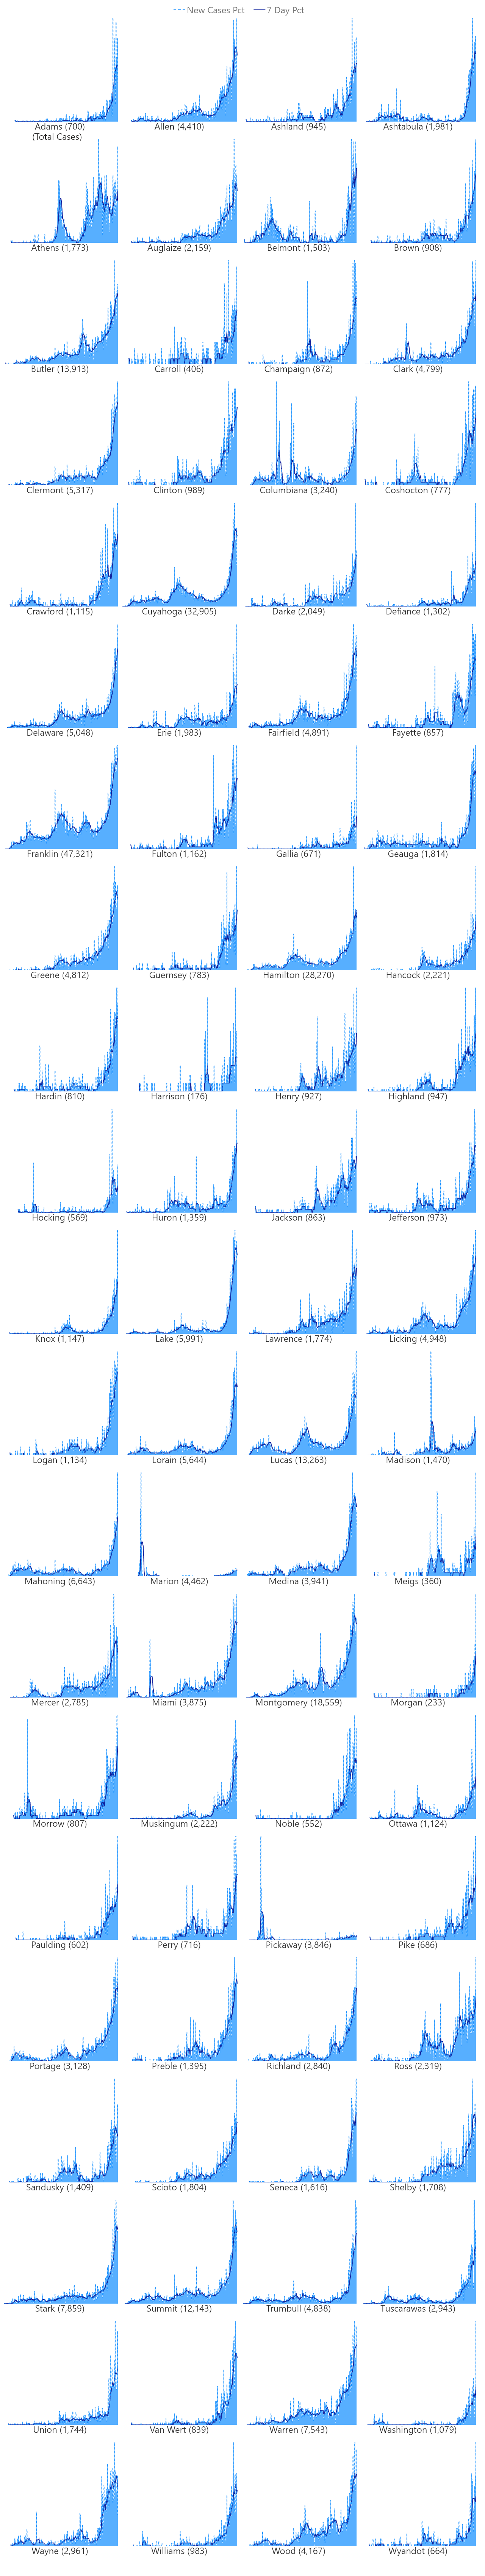 New Cases Pct 7 Day Pct
Adams (700) Allen (4,410) Ashland (945) Ashtabula (1,981)
(Total Cases)
Athens (1,773) Auglaize (2,159) Belmont (1,503) Brown (908)
Butler (13,913) Carroll (406) Champaign (872) Clark (4,799)
Clermont (5,317) Clinton (989) Columbiana (3,240) Coshocton (777)
Crawford (1,115) Cuyahoga (32,905) Darke (2,049) Defiance (1,302)
Delaware (5,048) Erie (1,983) Fairfield (4,891) Fayette (857)
Franklin (47,321) Fulton (1,162) Gallia (671) Geauga (1,814)
Greene (4,812) Guernsey (783) Hamilton (28,270) Hancock (2,221)
Hardin (810) Harrison (176) Henry (927) Highland (947)
Hocking (569) Huron (1,359) Jackson (863) Jefferson (973)
Knox (1,147) Lake (5,991) Lawrence (1,774) Licking (4,948)
Logan (1,134) Lorain (5,644) Lucas (13,263) Madison (1,470)
Mahoning (6,643) Marion (4,462) Medina (3,941) Meigs (360)
Mercer (2,785) Miami (3,875) Montgomery (18,559) Morgan (233)
Morrow (807) Muskingum (2,222) Noble (552) Ottawa (1,124)
Paulding (602) Perry (716) Pickaway (3,846) Pike (686)
Portage (3,128) Preble (1,395) Richland (2,840) Ross (2,319)
Sandusky (1,409) Scioto (1,804) Seneca (1,616) Shelby (1,708)
Stark (7,859) Summit (12,143) Trumbull (4,838) Tuscarawas (2,943)
Union (1,744) Van Wert (839) Warren (7,543) Washington (1,079)
Wayne (2,961) Williams (983) Wood (4,167) Wyandot (664)